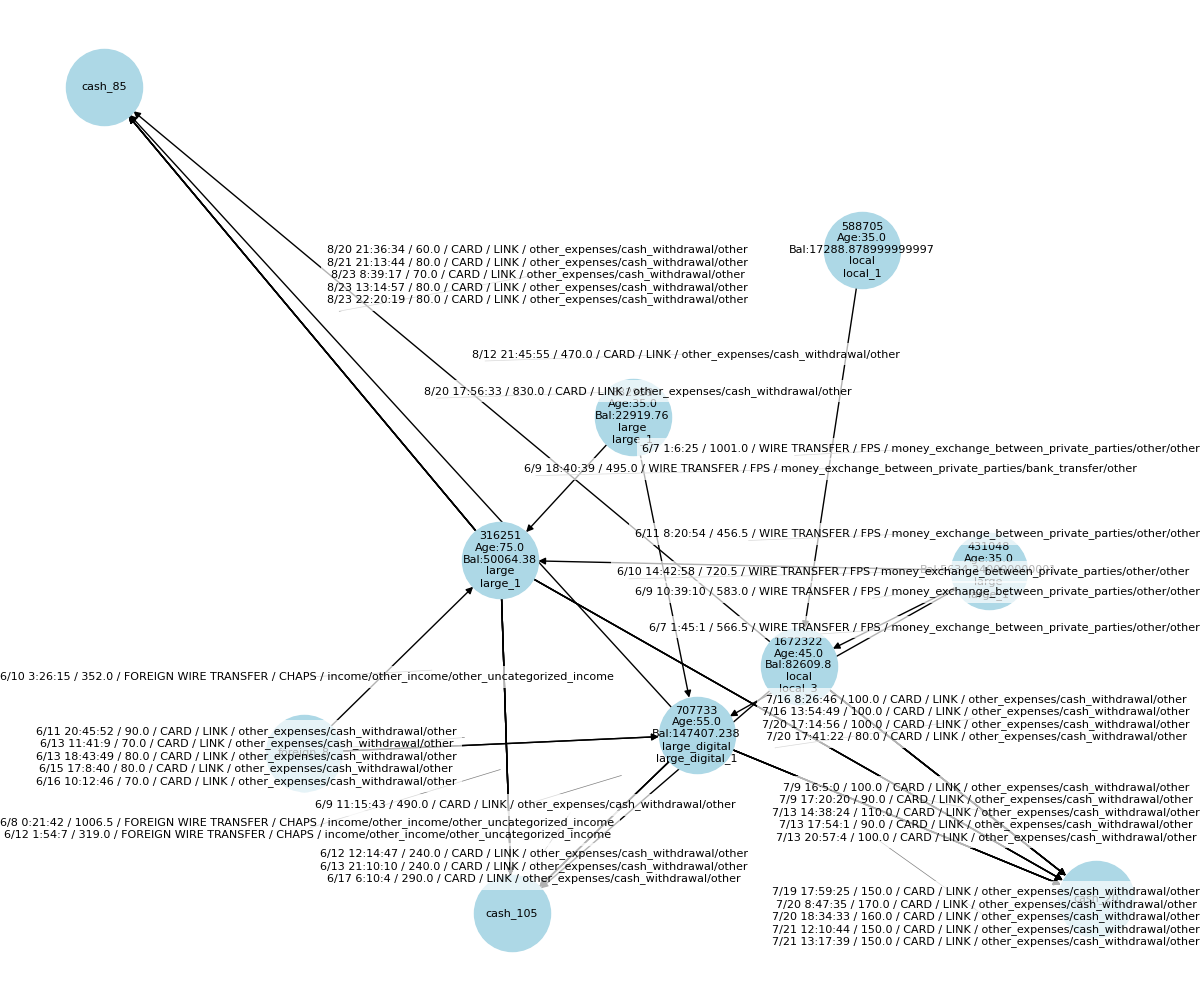 cash_85
588705
Age:35.0
Bal:17288.878999999997
local
local_1
8/20 21:36:34 / 60.0 / CARD / LINK / other_expenses/cash_withdrawal/other
8/21 21:13:44 / 80.0 / CARD / LINK / other_expenses/cash_withdrawal/other
8/23 8:39:17 / 70.0 / CARD / LINK / other_expenses/cash_withdrawal/other
8/23 13:14:57 / 80.0 / CARD / LINK / other_expenses/cash_withdrawal/other
8/23 22:20:19 / 80.0 / CARD / LINK / other_expenses/cash_withdrawal/other
8/12 21:45:55 / 470.0 / CARD / LINK / other_expenses/cash_withdrawal/other
8/20 17:56:33 / 830.0 / CARD / LINK / other_expenses/cash_withdrawal/other
Age:35.0
Bal:22919.76
large
large_1
6/7 1:6:25 / 1001.0 / WIRE TRANSFER / FPS / money_exchange_between_private_parties/other/other
6/9 18:40:39 / 495.0 / WIRE TRANSFER / FPS / money_exchange_between_private_parties/bank_transfer/other
6/11 8:20:54 / 456.5 / WIRE TRANSFER / FPS / money_exchange_between_private_parties/other/other
316251
Age:75.0
Bal:50064.38
large
large_1
431048
Age:35.0
6/10 14:42:58 / 720.5 / WIRE TRANSFER / FPS / money_exchange_between_private_parties/other/other
large
6/9 10:39:10 / 583.0 / WIRE TRANSFER / FPS / money_exchange_between_private_parties/other/other
6/7 1:45:1 / 566.5 / WIRE TRANSFER / FPS / money_exchange_between_private_parties/other/other
1672322
Age:45.0
Bal:82609.8
local
local_3
6/10 3:26:15 / 352.0 / FOREIGN WIRE TRANSFER / CHAPS / income/other_income/other_uncategorized_income
7/16 8:26:46 / 100.0 / CARD / LINK / other_expenses/cash_withdrawal/other
7/16 13:54:49 / 100.0 / CARD / LINK / other_expenses/cash_withdrawal/other
7/20 17:14:56 / 100.0 / CARD / LINK / other_expenses/cash_withdrawal/other
7/20 17:41:22 / 80.0 / CARD / LINK / other_expenses/cash_withdrawal/other
707733
Age:55.0
Bal:147407.238
large_digital
large_digital_1
6/11 20:45:52 / 90.0 / CARD / LINK / other_expenses/cash_withdrawal/other
6/13 11:41:9 / 70.0 / CARD / LINK / other_expenses/cash_withdrawal/other
6/13 18:43:49 / 80.0 / CARD / LINK / other_expenses/cash_withdrawal/other
6/15 17:8:40 / 80.0 / CARD / LINK / other_expenses/cash_withdrawal/other
6/16 10:12:46 / 70.0 / CARD / LINK / other_expenses/cash_withdrawal/other
7/9 16:5:0 / 100.0 / CARD / LINK / other_expenses/cash_withdrawal/other
7/9 17:20:20 / 90.0 / CARD / LINK / other_expenses/cash_withdrawal/other
7/13 14:38:24 / 110.0 / CARD / LINK / other_expenses/cash_withdrawal/other
7/13 17:54:1 / 90.0 / CARD / LINK / other_expenses/cash_withdrawal/other
7/13 20:57:4 / 100.0 / CARD / LINK / other_expenses/cash_withdrawal/other
6/9 11:15:43 / 490.0 / CARD / LINK / other_expenses/cash_withdrawal/other
6/8 0:21:42 / 1006.5 / FOREIGN WIRE TRANSFER / CHAPS / income/other_income/other_uncategorized_income
6/12 1:54:7 / 319.0 / FOREIGN WIRE TRANSFER / CHAPS / income/other_income/other_uncategorized_income
6/12 12:14:47 / 240.0 / CARD / LINK / other_expenses/cash_withdrawal/other
6/13 21:10:10 / 240.0 / CARD / LINK / other_expenses/cash_withdrawal/other
6/17 6:10:4 / 290.0 / CARD / LINK / other_expenses/cash_withdrawal/other
cash_105
7/19 17:59:25 / 150.0 / CARD / LINK / other_expenses/cash_withdrawal/other
7/20 8:47:35 / 170.0 / CARD / LINK / other_expenses/cash_withdrawal/other
7/20 18:34:33 / 160.0 / CARD / LINK / other_expenses/cash_withdrawal/other
7/21 12:10:44 / 150.0 / CARD / LINK / other_expenses/cash_withdrawal/other
7/21 13:17:39 / 150.0 / CARD / LINK / other_expenses/cash_withdrawal/other